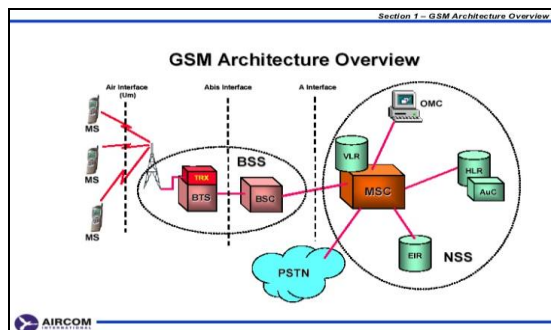 Section 1 – GSM Architecture Overview
GSM Architecture Overview
Air Interface
(Um)
Abis Interface
A Interface
MS
MS
MS
OMC
VLR
BSS
TRX
BTS
BSC
MSC
HLR
AuC
EIR
NSS
PSTN
AIRCOM
INTERNATIONAL